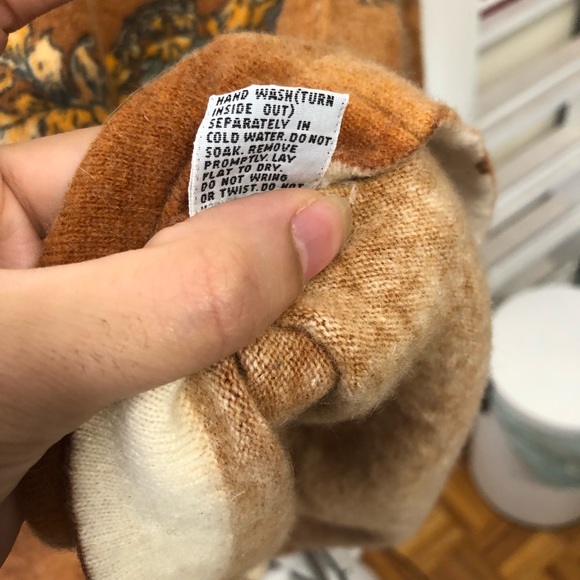 HAND WASH(TURN
INSIDE OUT)
SEPARATELY IN
COLD WATER.DO NOT
SOAK. REMOVE
PROMPTLY. LAY
FLAT TO DRY.
DO NOT WRING
OR TWIST. DO NOT